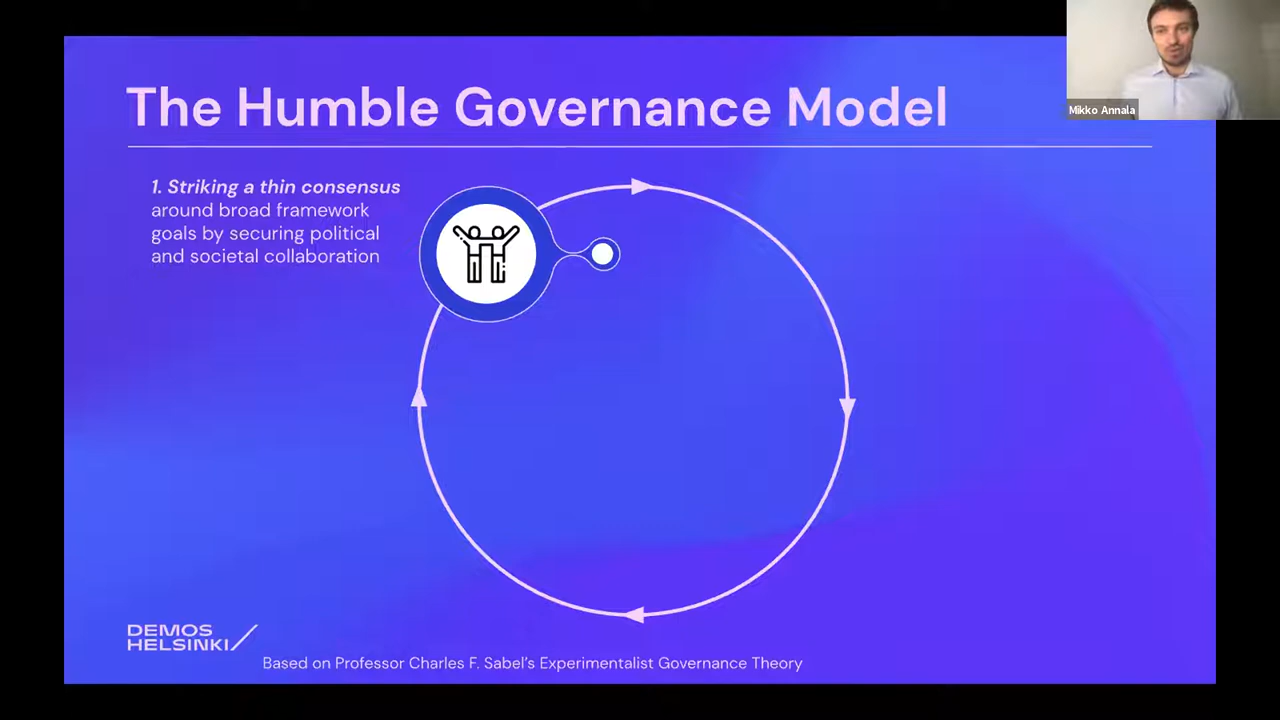 The Humble Governance Model
Mikko Annala
1. Striking a thin consensus
around broad framework
goals by securing political
and societal collaboration
DEMOS
HELSINKI
Based on Professor Charles F. Sabel's Experimentalist Governance Theory